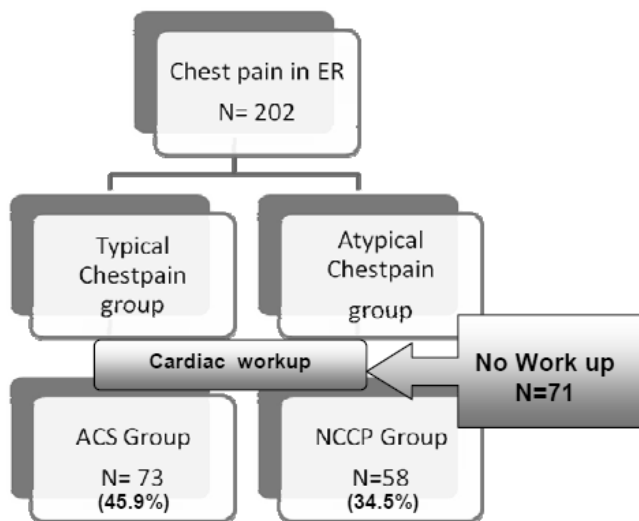 Chest pain in ER
N= 202
Typical
Chestpain
group
Atypical
Chestpain
group
Cardiac workup
No Work up
N=71
ACS Group
N= 73
(45.9%)
NCCP Group
N=58
(34.5%)